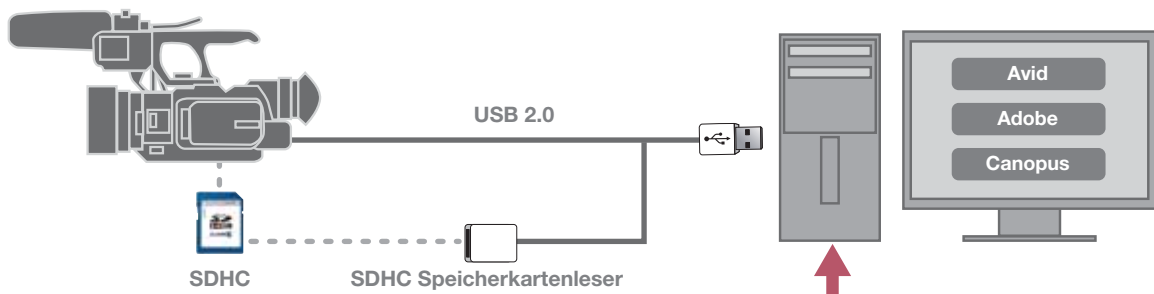 USB 2.0
Avid
Adobe
Canopus
SDHC
SDHC Speicherkartenleser